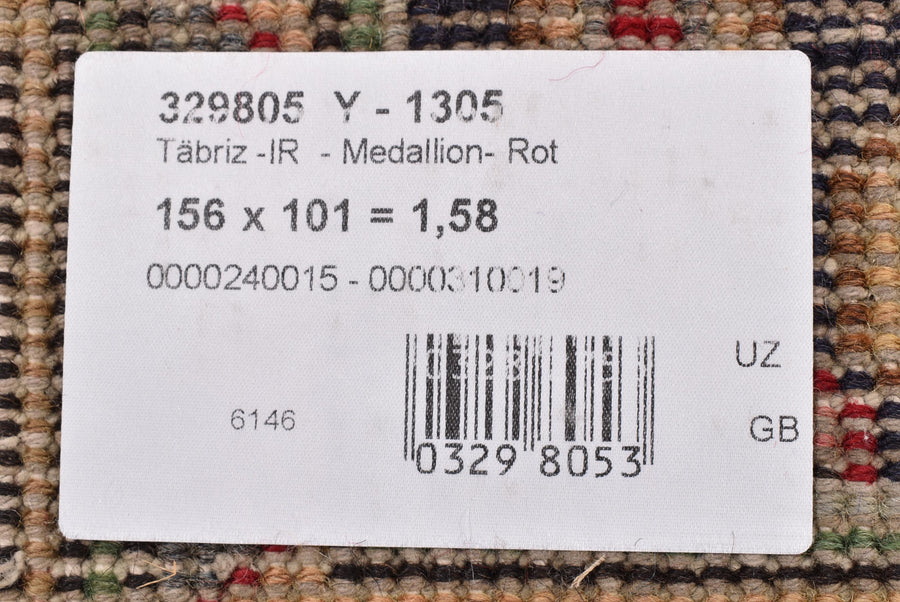 329805 Y - 1305
Täbriz -IR - Medallion- Rot
156 x 101 = 1,58
0000240015 - 0000310019
UZ
6146
GB
0329 8053